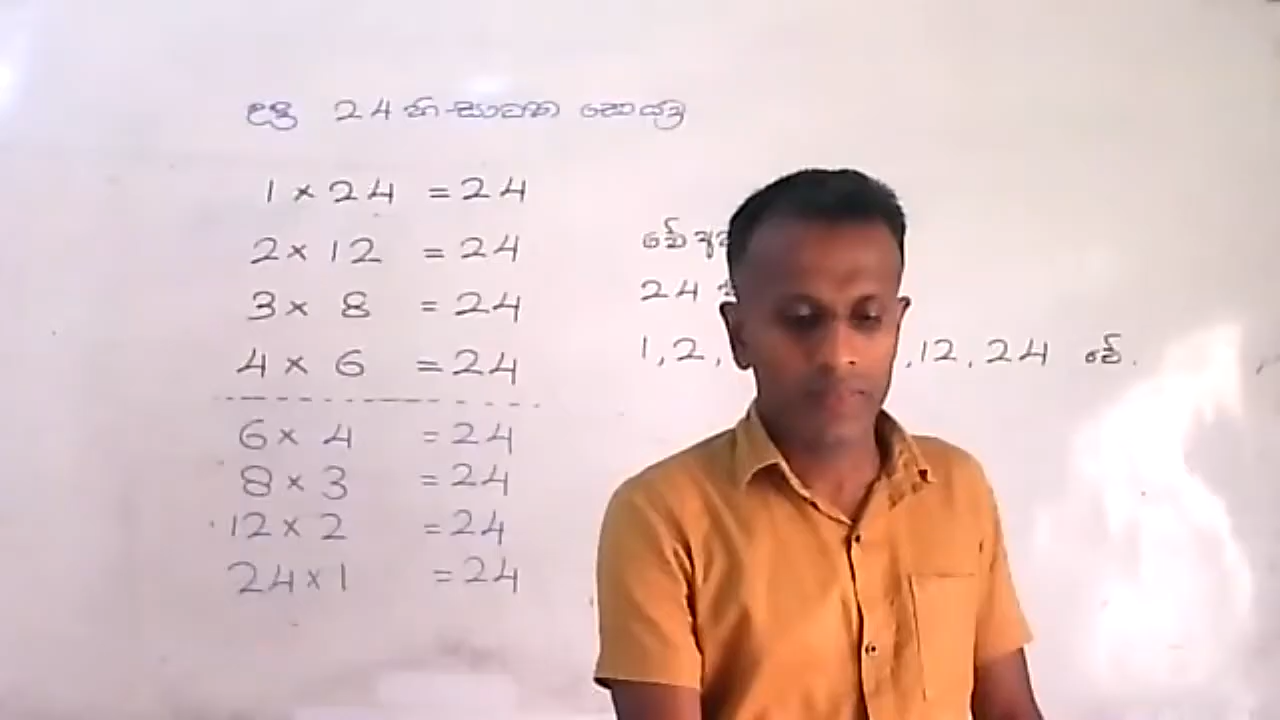 උදා 24 හි සාධක සොයමු
1 × 24 = 24
2 × 12 = 24
3 × 8 = 24
4 × 6 = 24
6 × 4 = 24
8 × 3 = 24
12 × 2 = 24
24 × 1 = 24
මේ
24
1, 2, , 12, 24 වේ.